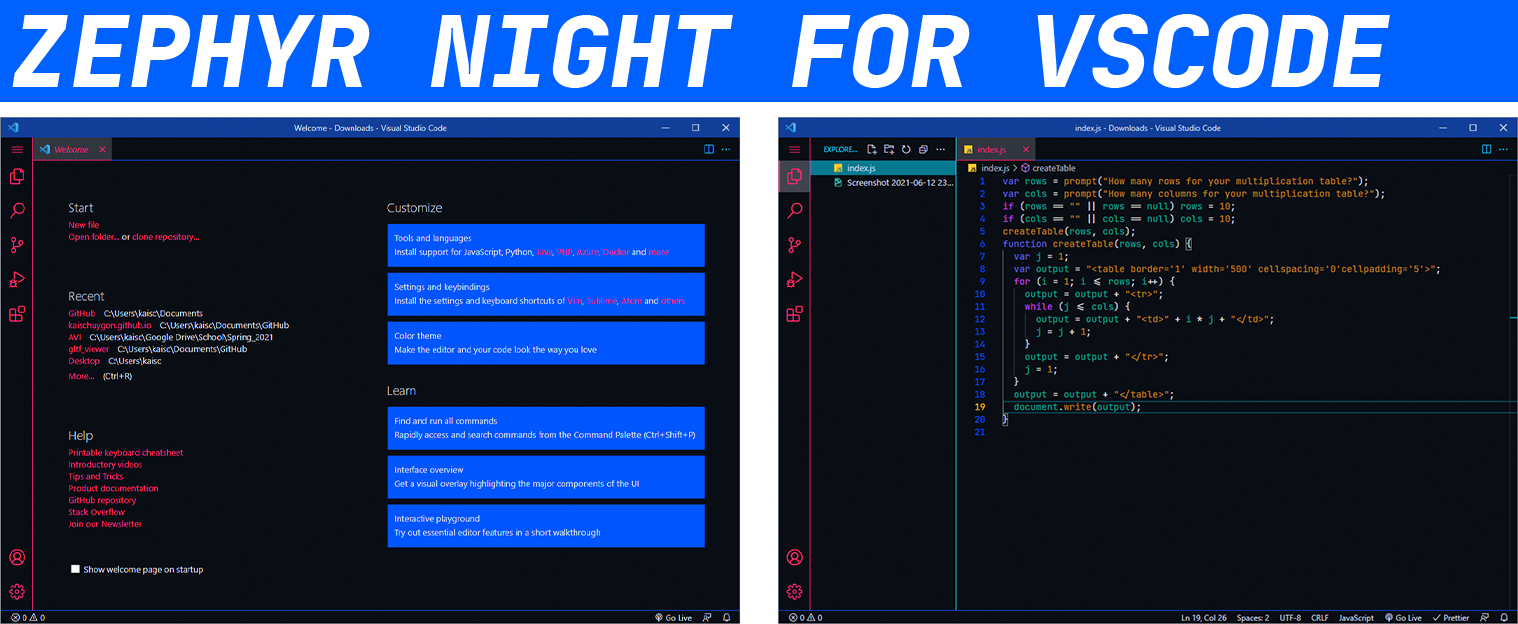 ZEPHYR NIGHT FOR VSCODE
Welcome - Downloads - Visual Studio Code
Welcome
Start
New file
Open folder... or clone repository...
Recent
GitHub C:\Users\kaisc\Documents
kaischuygon.github.io C:\Users\kaisc\Documents\GitHub
AVI C:\Users\kaisc\Google Drive\School\Spring_2021
gltf_viewer C:\Users\kaisc\Documents\GitHub
Desktop C:\Users\kaisc
More... (Ctrl+R)
Help
Printable keyboard cheatsheet
Introductory videos
Tips and Tricks
Product documentation
GitHub repository
Stack Overflow
Join our Newsletter
Show welcome page on startup
Customize
Tools and languages
Install support for JavaScript, Python, Java, PHP, Azure, Docker and more
Settings and keybindings
Install the settings and keyboard shortcuts of Vim, Sublime, Atom and others
Color theme
Make the editor and your code look the way you love
Learn
Find and run all commands
Rapidly access and search commands from the Command Palette (Ctrl+Shift+P)
Interface overview
Get a visual overlay highlighting the major components of the UI
Interactive playground
Try out essential editor features in a short walkthrough
0 0 Go Live
index.js - Downloads - Visual Studio Code
EXPLORE...
index.js
Screenshot 2021-06-12 23...
index.js
index.js > createTable
1 var rows = prompt("How many rows for your multiplication table?");
2 var cols = prompt("How many columns for your multiplication table?");
3 if (rows == "" || rows == null) rows = 10;
4 if (cols == "" || cols == null) cols = 10;
5 createTable(rows, cols);
6 function createTable(rows, cols) {
7 var j = 1;
8 var output = "<table border='1' width='500' cellspacing='0'cellpadding='5'>";
9 for (i = 1; i <= rows; i++) {
10 output = output + "<tr>";
11 while (j <= cols) {
12 output = output + "<td>" + i * j + "</td>";
13 j = j + 1;
14 }
15 output = output + "</tr>";
16 j = 1;
17 }
18 output = output + "</table>";
19 document.write(output);
20 }
21
0 0 Ln 19, Col 26 Spaces: 2 UTF-8 CRLF JavaScript Go Live Prettier